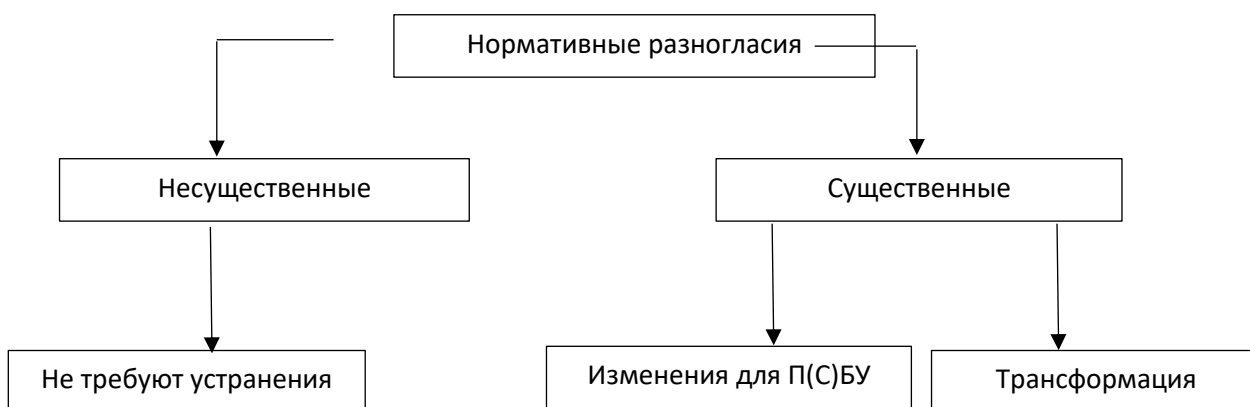 Нормативные разногласия
Несущественные
Существенные
Не требуют устранения
Изменения для П(С)БУ
Трансформация